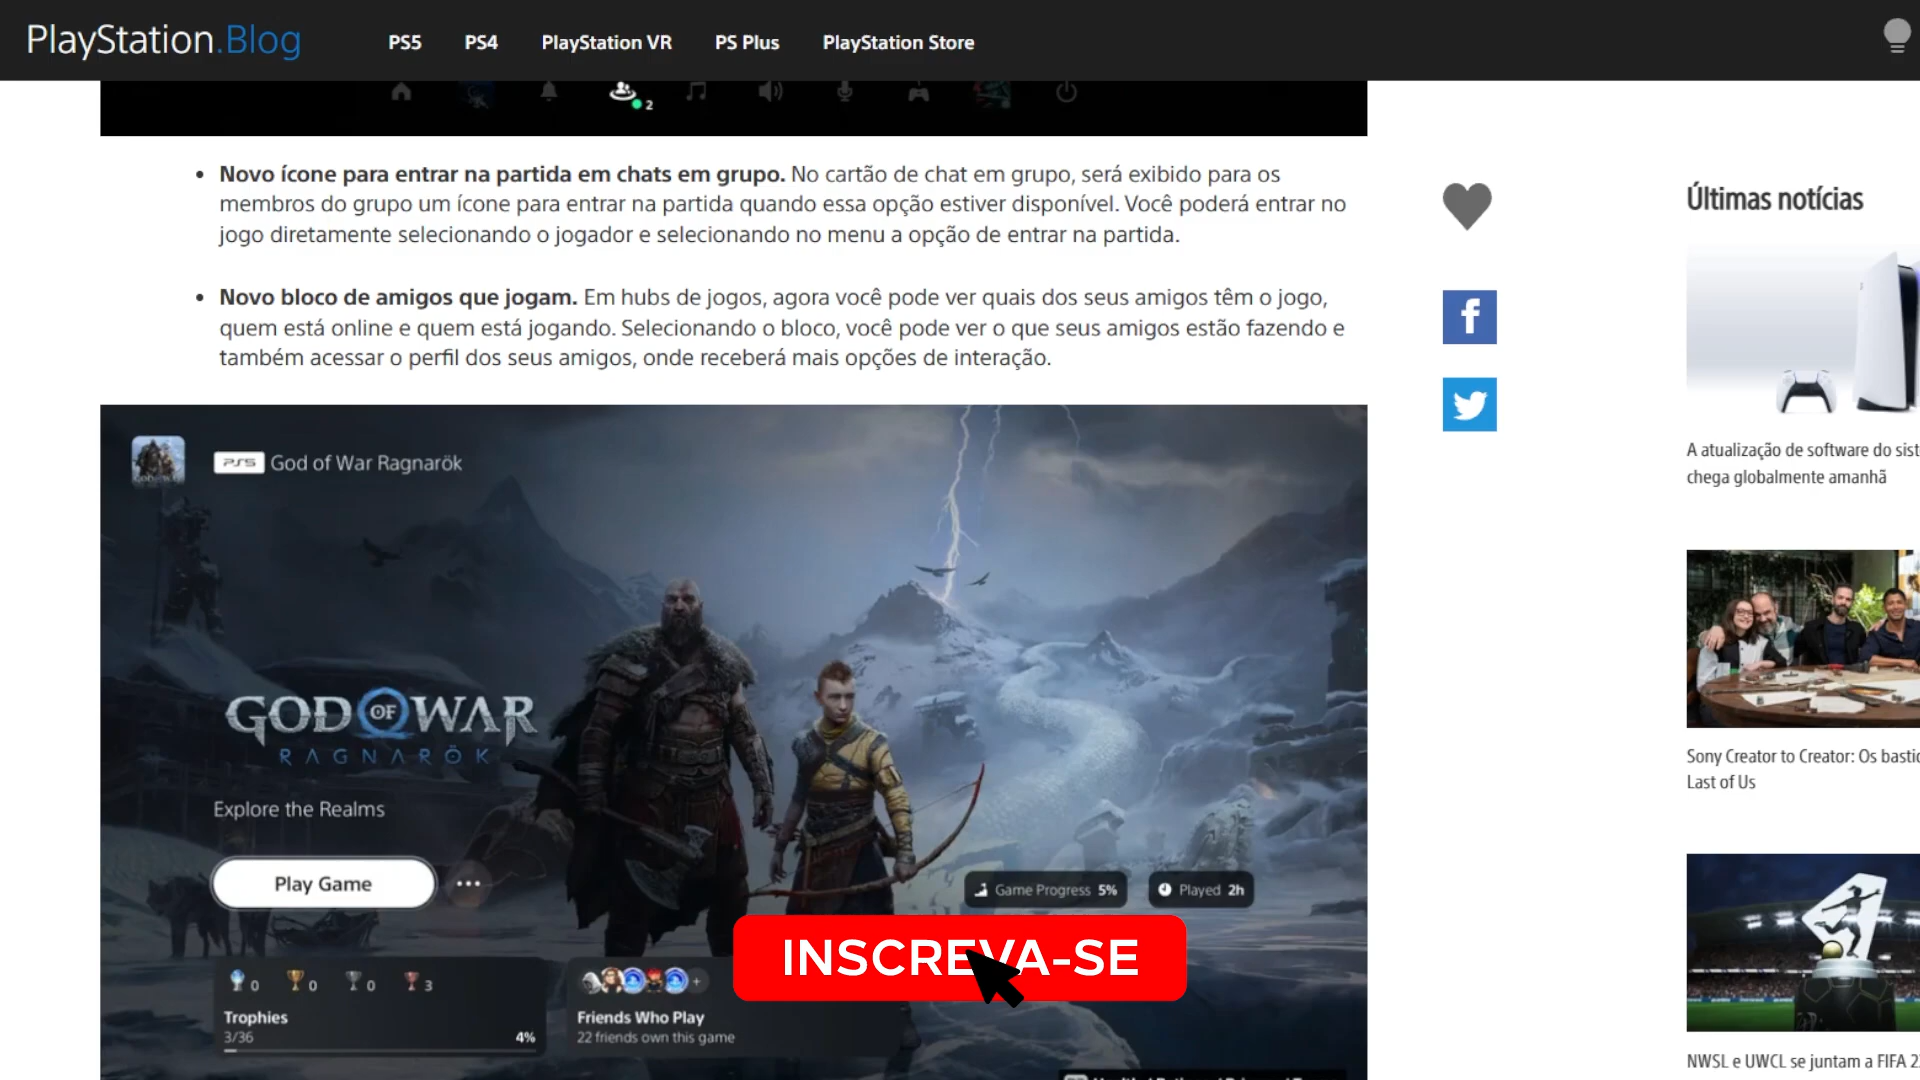 PlayStation.Blog
PS5
PS4
PlayStation VR
PS Plus
PlayStation Store
2
Novo ícone para entrar na partida em chats em grupo. No cartão de chat em grupo, será exibido para os
membros do grupo um ícone para entrar na partida quando essa opção estiver disponível. Você poderá entrar no
jogo diretamente selecionando o jogador e selecionando no menu a opção de entrar na partida.
Novo bloco de amigos que jogam. Em hubs de jogos, agora você pode ver quais dos seus amigos têm o jogo,
quem está online e quem está jogando. Selecionando o bloco, você pode ver o que seus amigos estão fazendo e
também acessar o perfil dos seus amigos, onde receberá mais opções de interação.
PS5 God of War Ragnarök
GOD OF WAR
RAGNARÖK
Explore the Realms
Play Game
Game Progress 5%
Played 2h
INSCREVA-SE
0 0 0 3
Trophies
3/36
4%
Friends Who Play
22 friends own this game
Últimas notícias
A atualização de software do
chega globalmente amanhã
Sony Creator to Creator: Os
Last of Us
NWSL e UWCL se juntam a FIFA